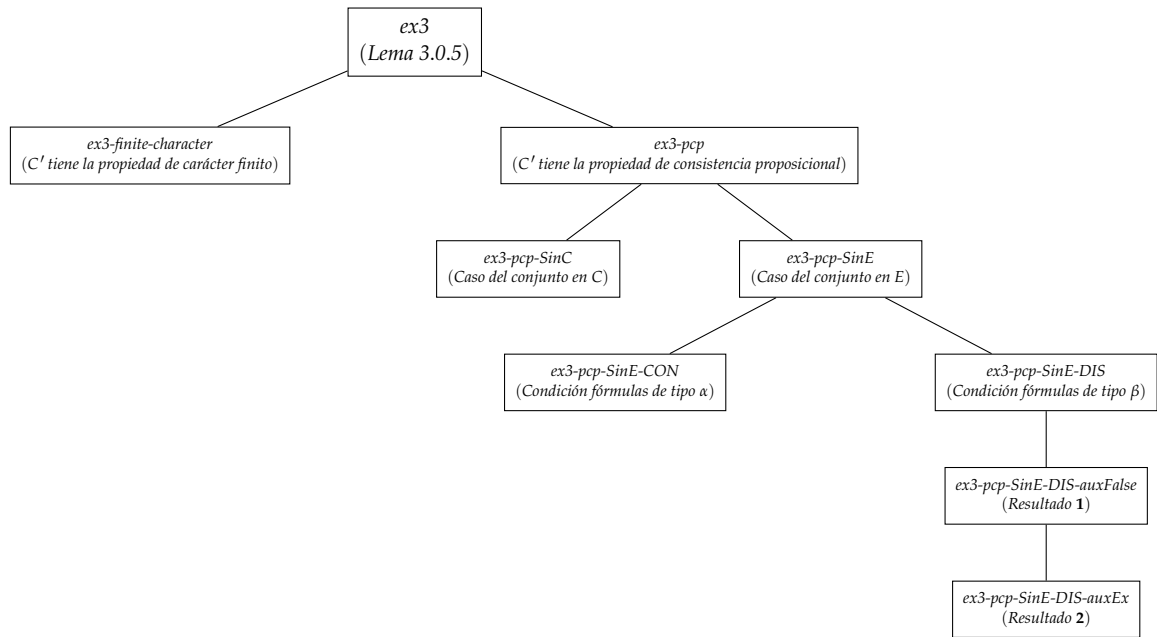 ex3
(Lema 3.0.5)
ex3-finite-character
(C′ tiene la propiedad de carácter finito)
ex3-pcp
(C′ tiene la propiedad de consistencia proposicional)
ex3-pcp-SinC
(Caso del conjunto en C)
ex3-pcp-SinE
(Caso del conjunto en E)
ex3-pcp-SinE-CON
(Condición fórmulas de tipo α)
ex3-pcp-SinE-DIS
(Condición fórmulas de tipo β)
ex3-pcp-SinE-DIS-auxFalse
(Resultado 1)
ex3-pcp-SinE-DIS-auxEx
(Resultado 2)